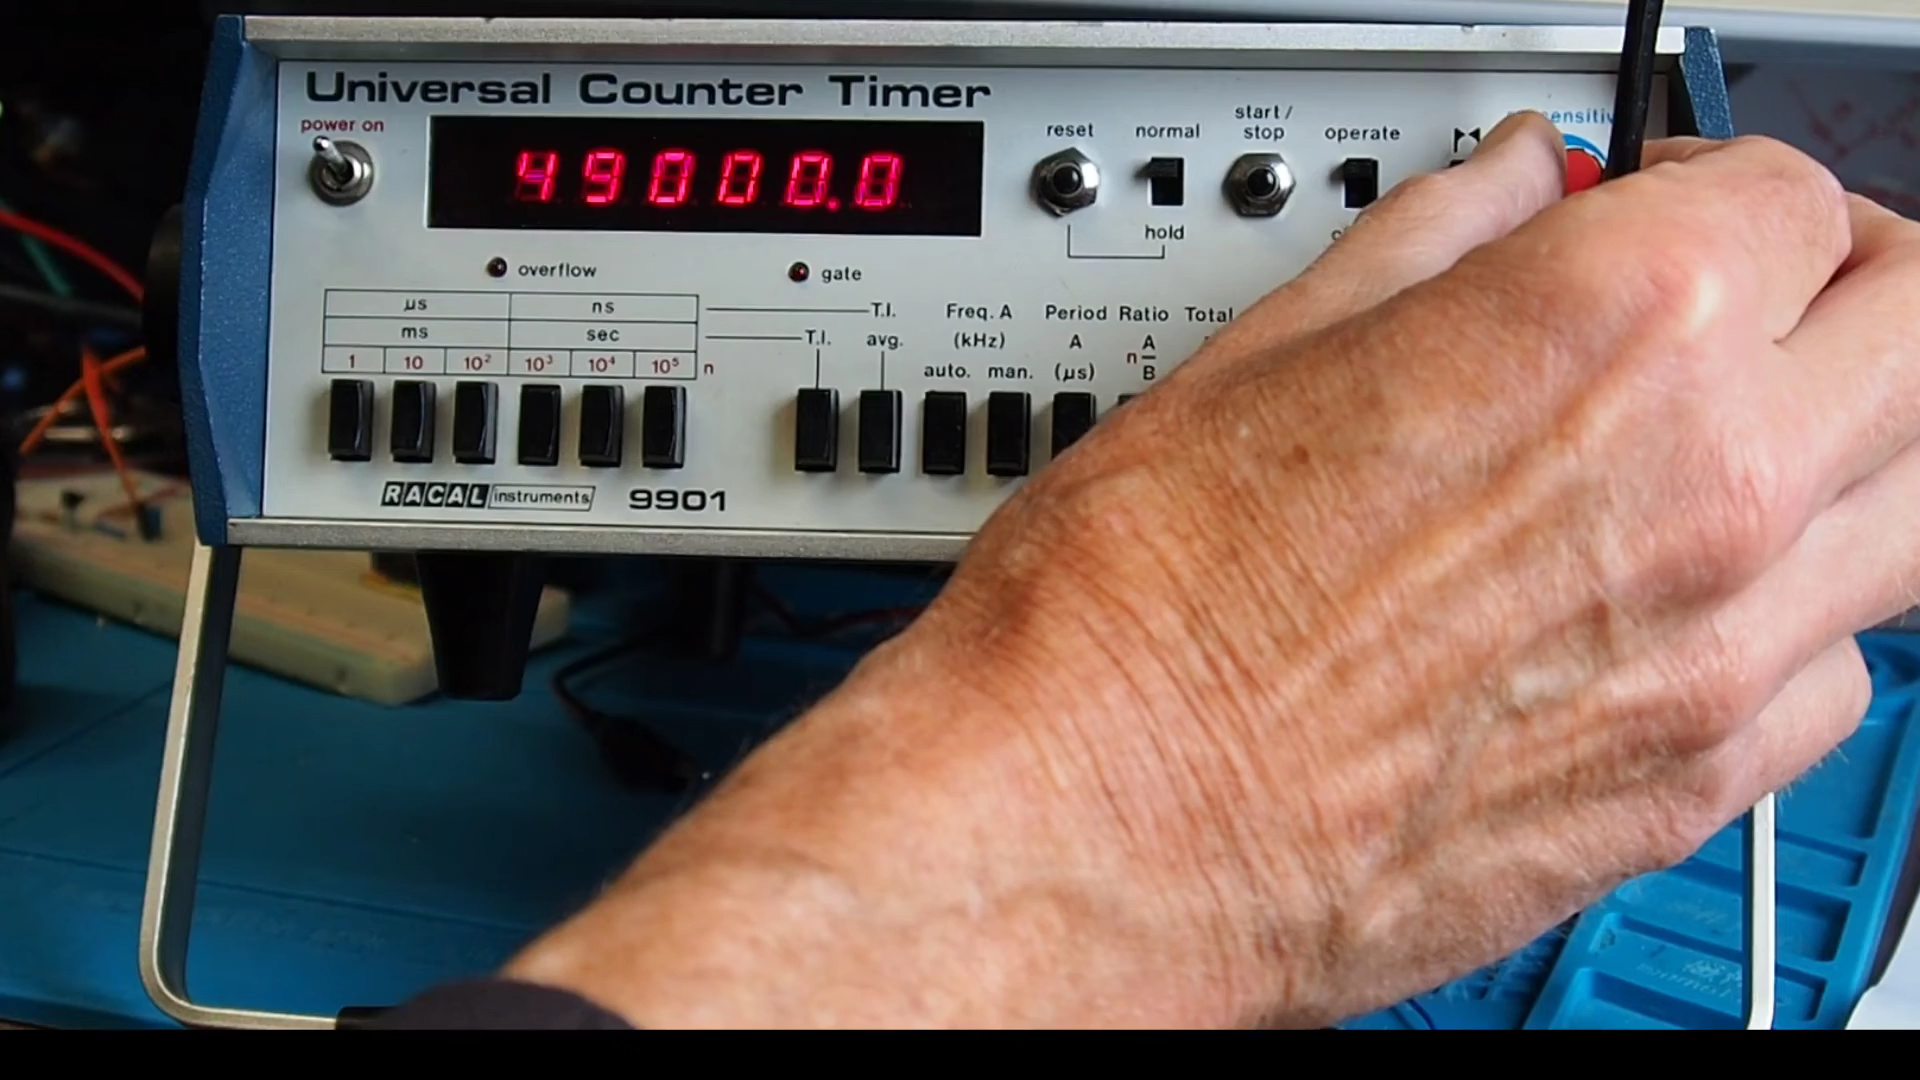 Universal Counter Timer
power on
49000.0
reset
normal
start /
stop
operate
hold
overflow
gate
µs ns
ms sec
1 10 10² 10³ 10⁴ 10⁵ n
T.I.
T.I.
avg.
Freq. A
(kHz)
auto. man.
Period
A
(µs)
Ratio
n A
B
Total
RACAL instruments 9901